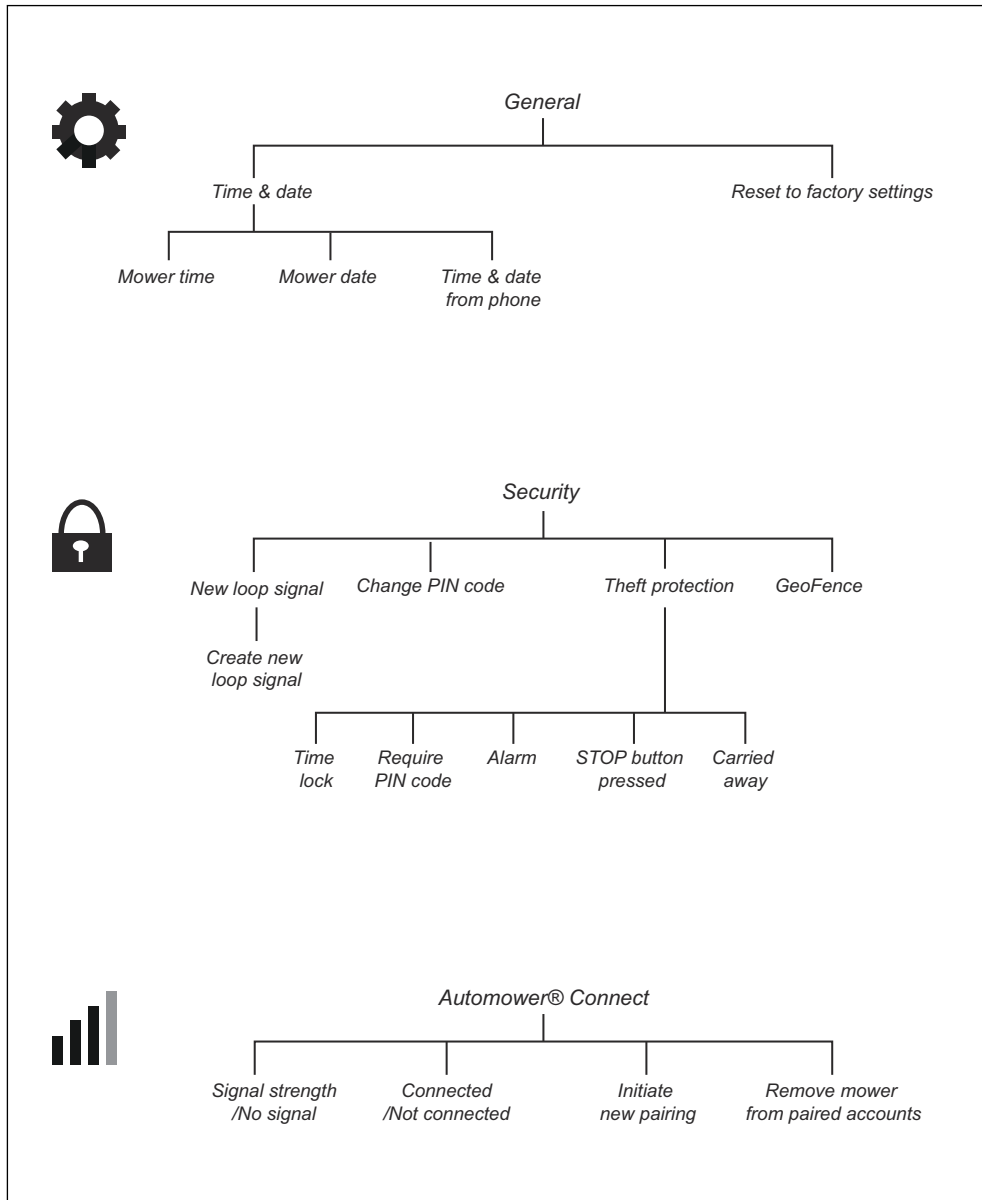 General
Time & date
Reset to factory settings
Mower time
Mower date
Time & date
from phone
Security
New loop signal
Change PIN code
Theft protection
GeoFence
Create new
loop signal
Time
lock
Require
PIN code
Alarm
STOP button
pressed
Carried
away
Automower® Connect
Signal strength
/No signal
Connected
/Not connected
Initiate
new pairing
Remove mower
from paired accounts